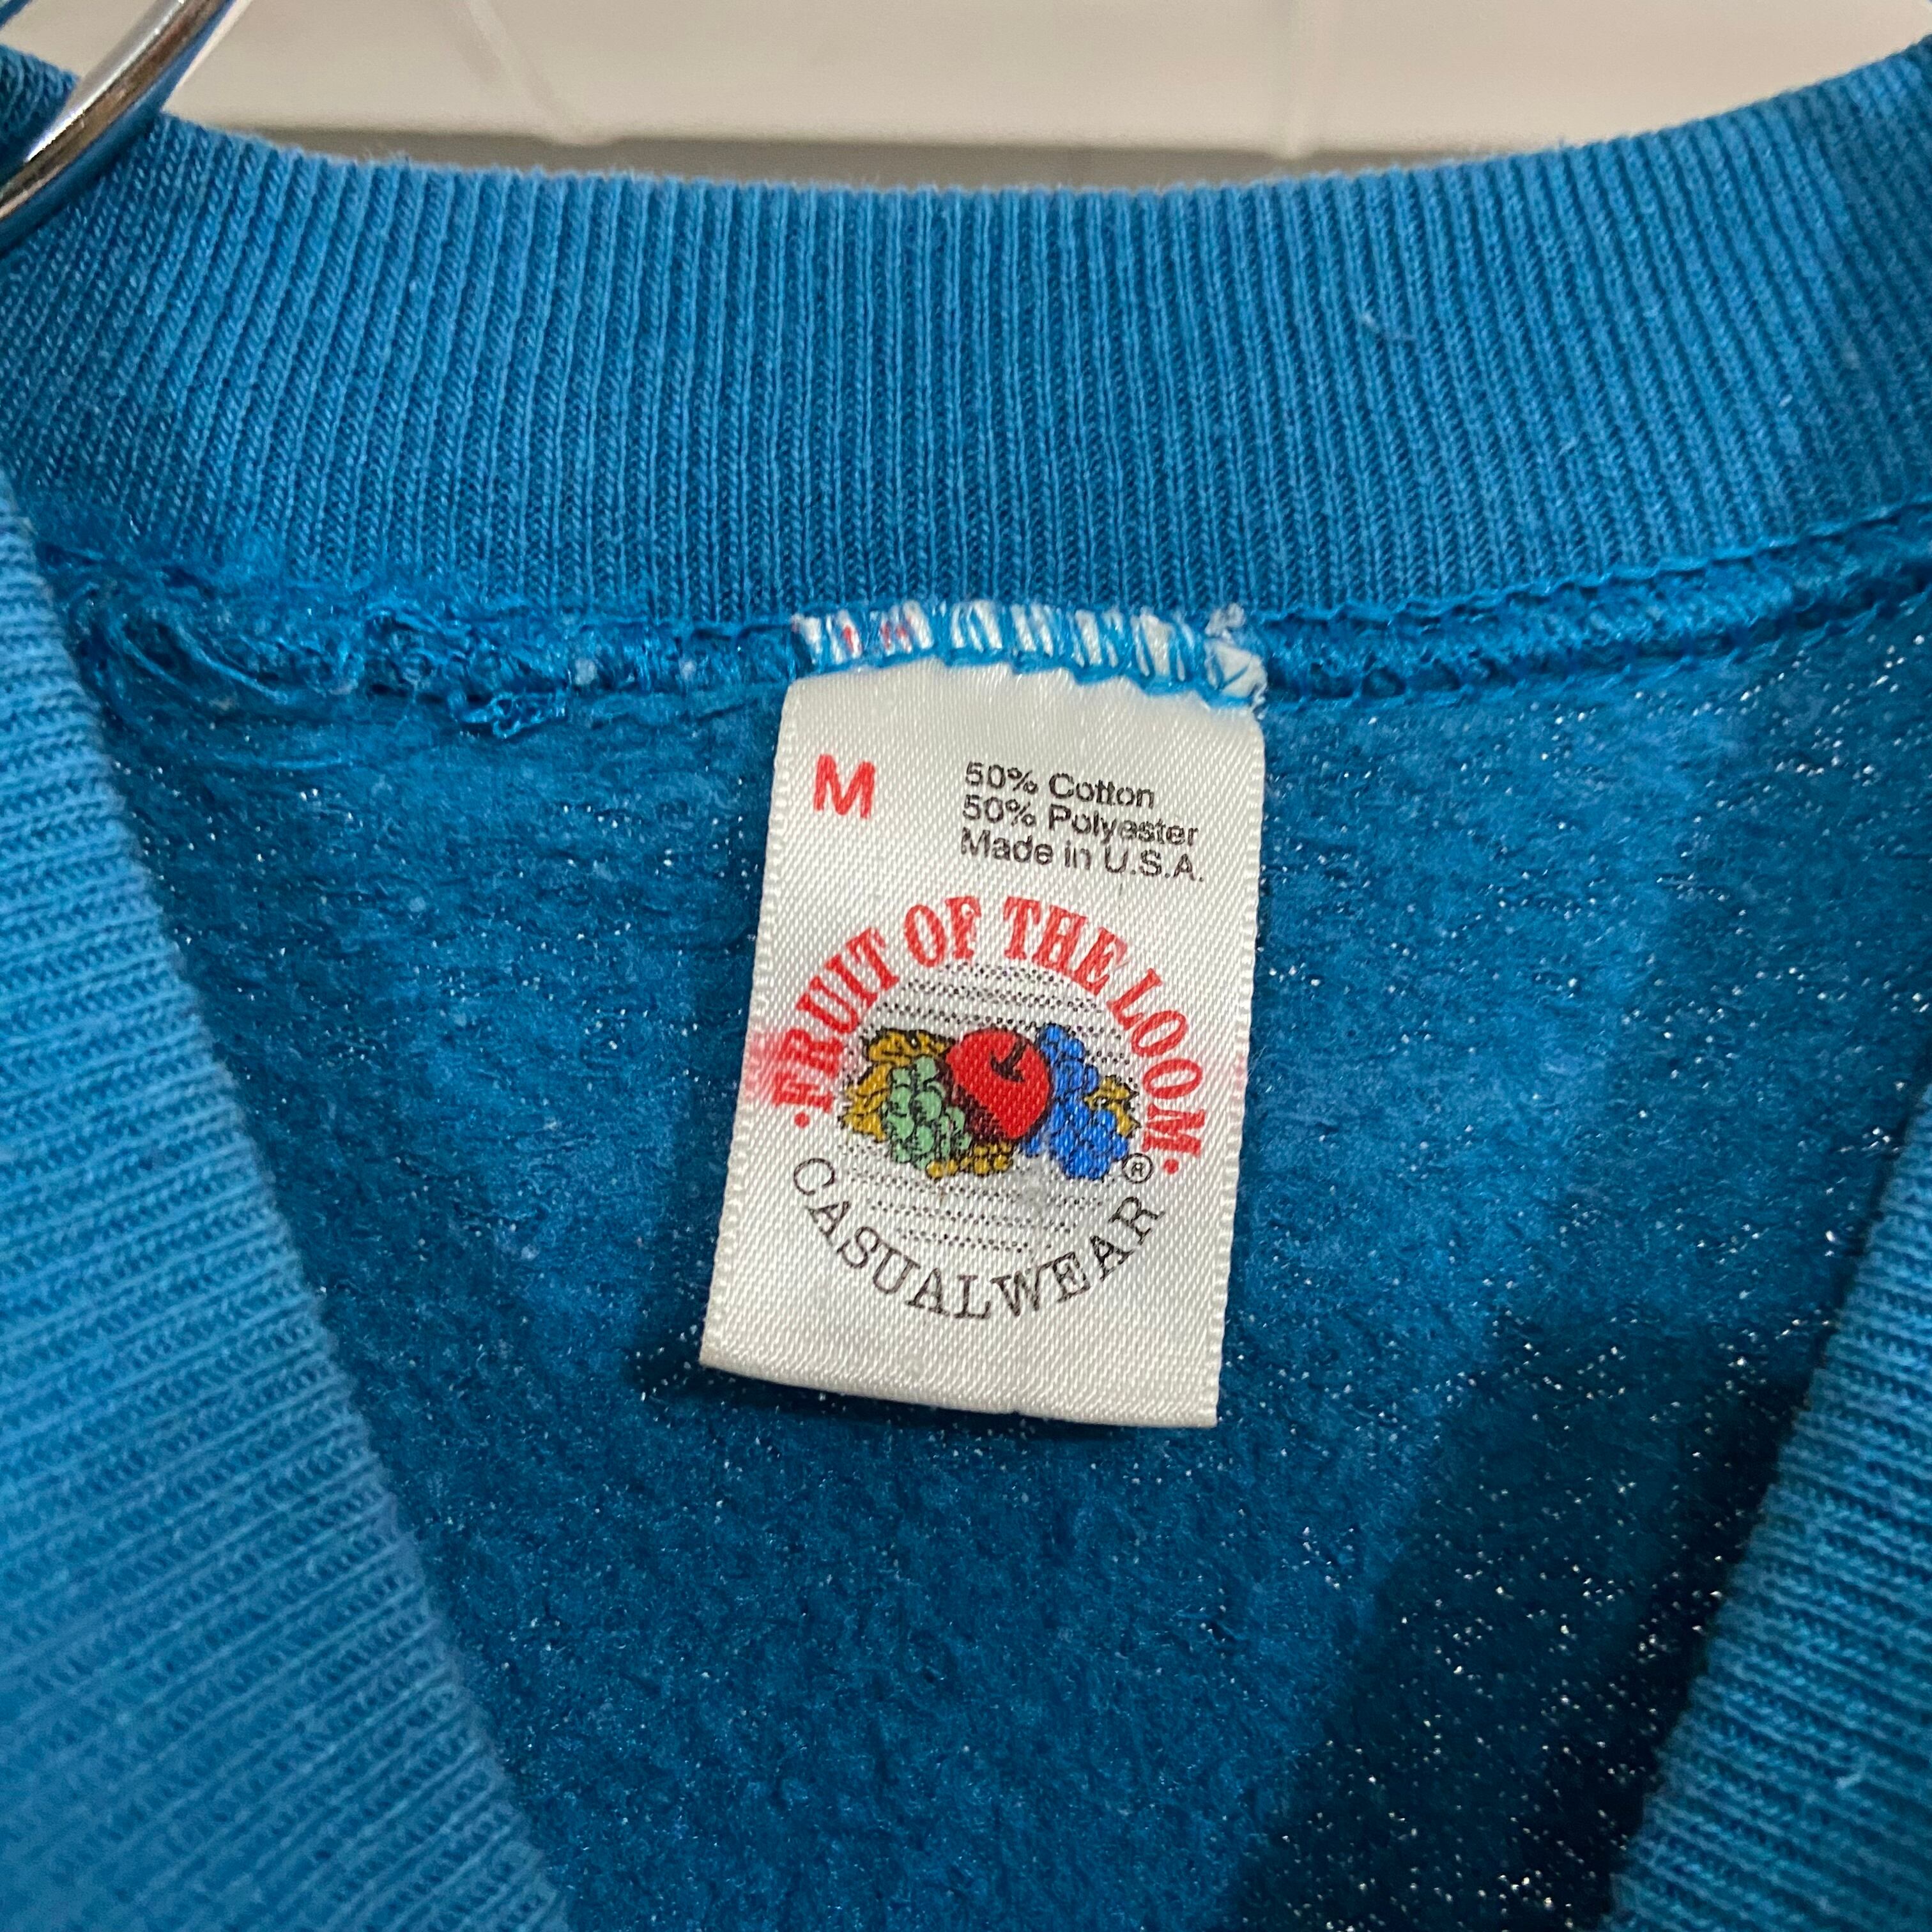 M
50% Cotton
50% Polyester
Made in U.S.A.
·FRUIT OF THE LOOM·
®
CASUALWEAR